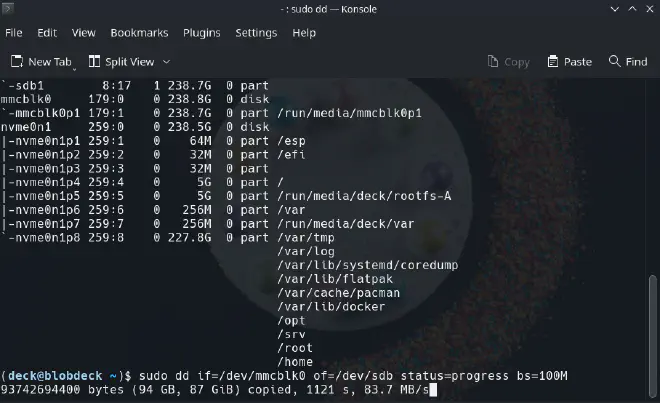 - : sudo dd — Konsole
File Edit View Bookmarks Plugins Settings Help
New Tab Split View Copy Paste Find
`-sdb1 8:17 1 238.7G 0 part
mmcblk0 179:0 0 238.8G 0 disk
`-mmcblk0p1 179:1 0 238.7G 0 part /run/media/mmcblk0p1
nvme0n1 259:0 0 238.5G 0 disk
|-nvme0n1p1 259:1 0 64M 0 part /esp
|-nvme0n1p2 259:2 0 32M 0 part /efi
|-nvme0n1p3 259:3 0 32M 0 part
|-nvme0n1p4 259:4 0 5G 0 part /
|-nvme0n1p5 259:5 0 5G 0 part /run/media/deck/rootfs-A
|-nvme0n1p6 259:6 0 256M 0 part /var
|-nvme0n1p7 259:7 0 256M 0 part /run/media/deck/var
`-nvme0n1p8 259:8 0 227.8G 0 part /var/tmp
/var/log
/var/lib/systemd/coredump
/var/lib/flatpak
/var/cache/pacman
/var/lib/docker
/opt
/srv
/root
/home
(deck@blobdeck ~)$ sudo dd if=/dev/mmcblk0 of=/dev/sdb status=progress bs=100M
93742694400 bytes (94 GB, 87 GiB) copied, 1121 s, 83.7 MB/s